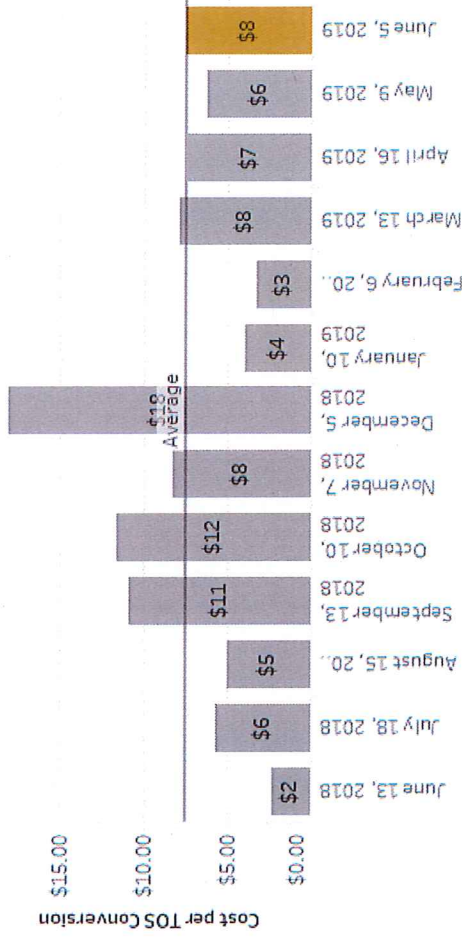 Cost per TOS Conversion
$15.00
$10.00
$5.00
$0.00
$2
$6
$5
$11
$12
$8
$18
Average
$4
$3
$8
$7
$6
$8
June 13, 2018
July 18, 2018
August 15, 20..
September 13,
2018
October 10,
2018
November 7,
2018
December 5,
2018
January 10,
2019
February 6, 20..
March 13, 2019
April 16, 2019
May 9, 2019
June 5, 2019